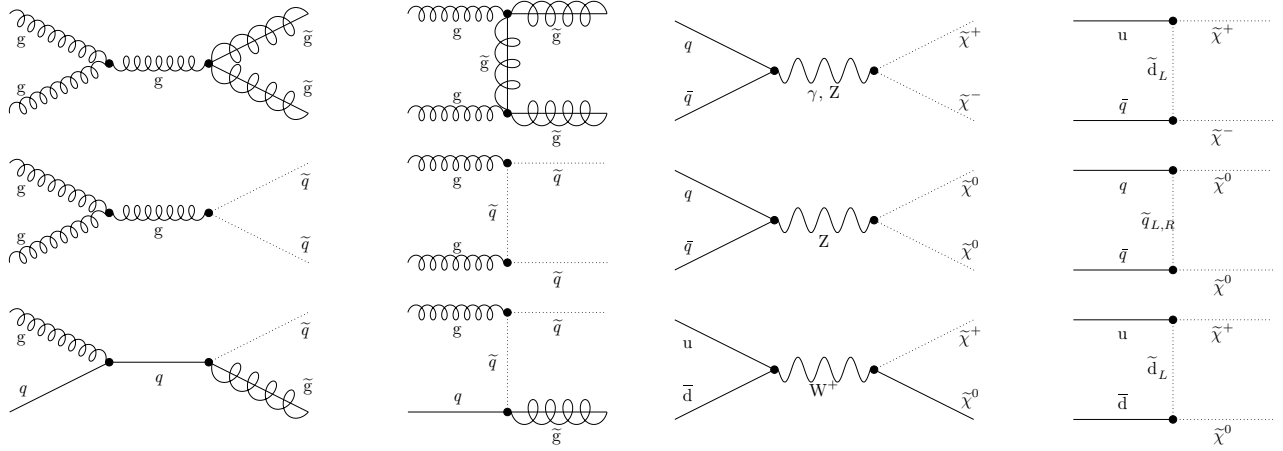 g g g g̃ g̃
g g g̃ g̃ g̃
q q̄ γ, Z χ̃⁺ χ̃⁻
u q̄ d̃_L χ̃⁺ χ̃⁻
g g g q̃ q̃
g g q̃ q̃ q̃
q q̄ Z χ̃⁰ χ̃⁰
q q̄ q̃_{L,R} χ̃⁰ χ̃⁰
g q q q̃ g̃
g q q̃ q̃ g̃
u d̅ W⁺ χ̃⁺ χ̃⁰
u d̅ d̃_L χ̃⁺ χ̃⁰